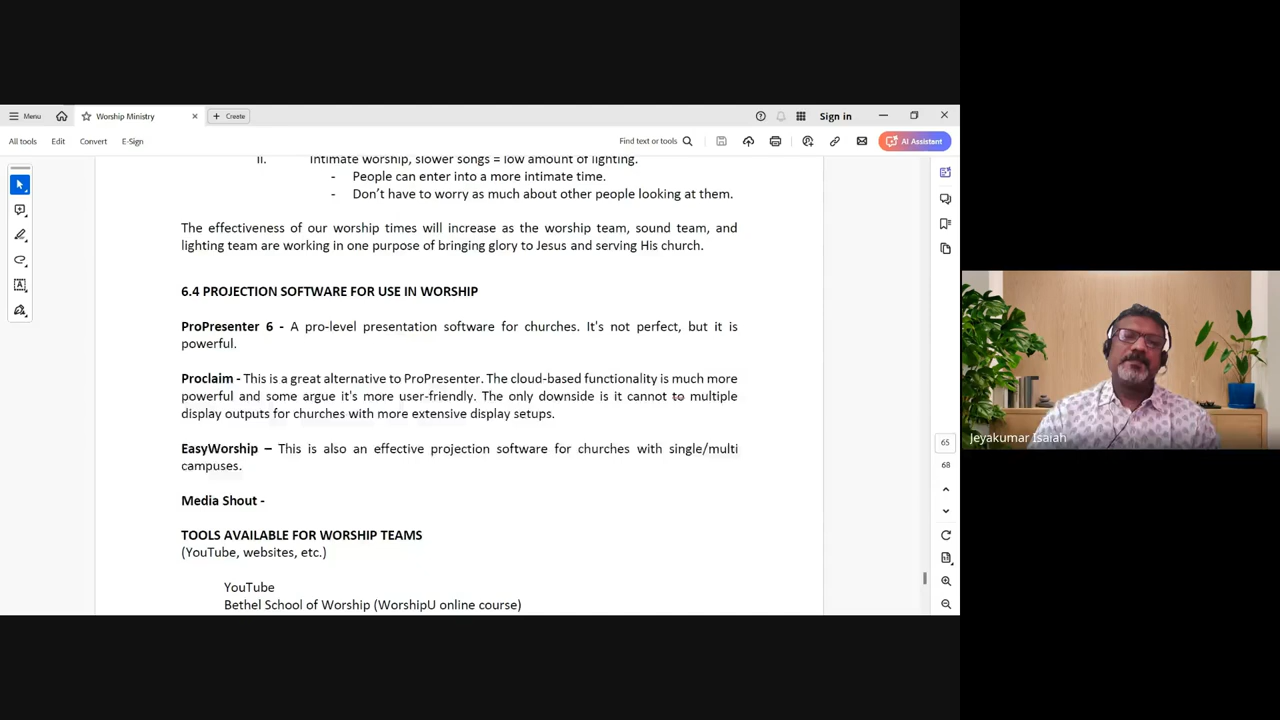 Menu
Worship Ministry
Create
Sign in
All tools
Edit
Convert
E-Sign
Find text or tools
AI Assistant
II. Intimate worship, slower songs = low amount of lighting.
- People can enter into a more intimate time.
- Don't have to worry as much about other people looking at them.
The effectiveness of our worship times will increase as the worship team, sound team, and
lighting team are working in one purpose of bringing glory to Jesus and serving His church.
6.4 PROJECTION SOFTWARE FOR USE IN WORSHIP
ProPresenter 6 - A pro-level presentation software for churches. It's not perfect, but it is
powerful.
Proclaim - This is a great alternative to ProPresenter. The cloud-based functionality is much more
powerful and some argue it's more user-friendly. The only downside is it cannot to multiple
display outputs for churches with more extensive display setups.
EasyWorship – This is also an effective projection software for churches with single/multi
campuses.
Media Shout -
TOOLS AVAILABLE FOR WORSHIP TEAMS
(YouTube, websites, etc.)
YouTube
Bethel School of Worship (WorshipU online course)
65
68
Jeyakumar Isaiah